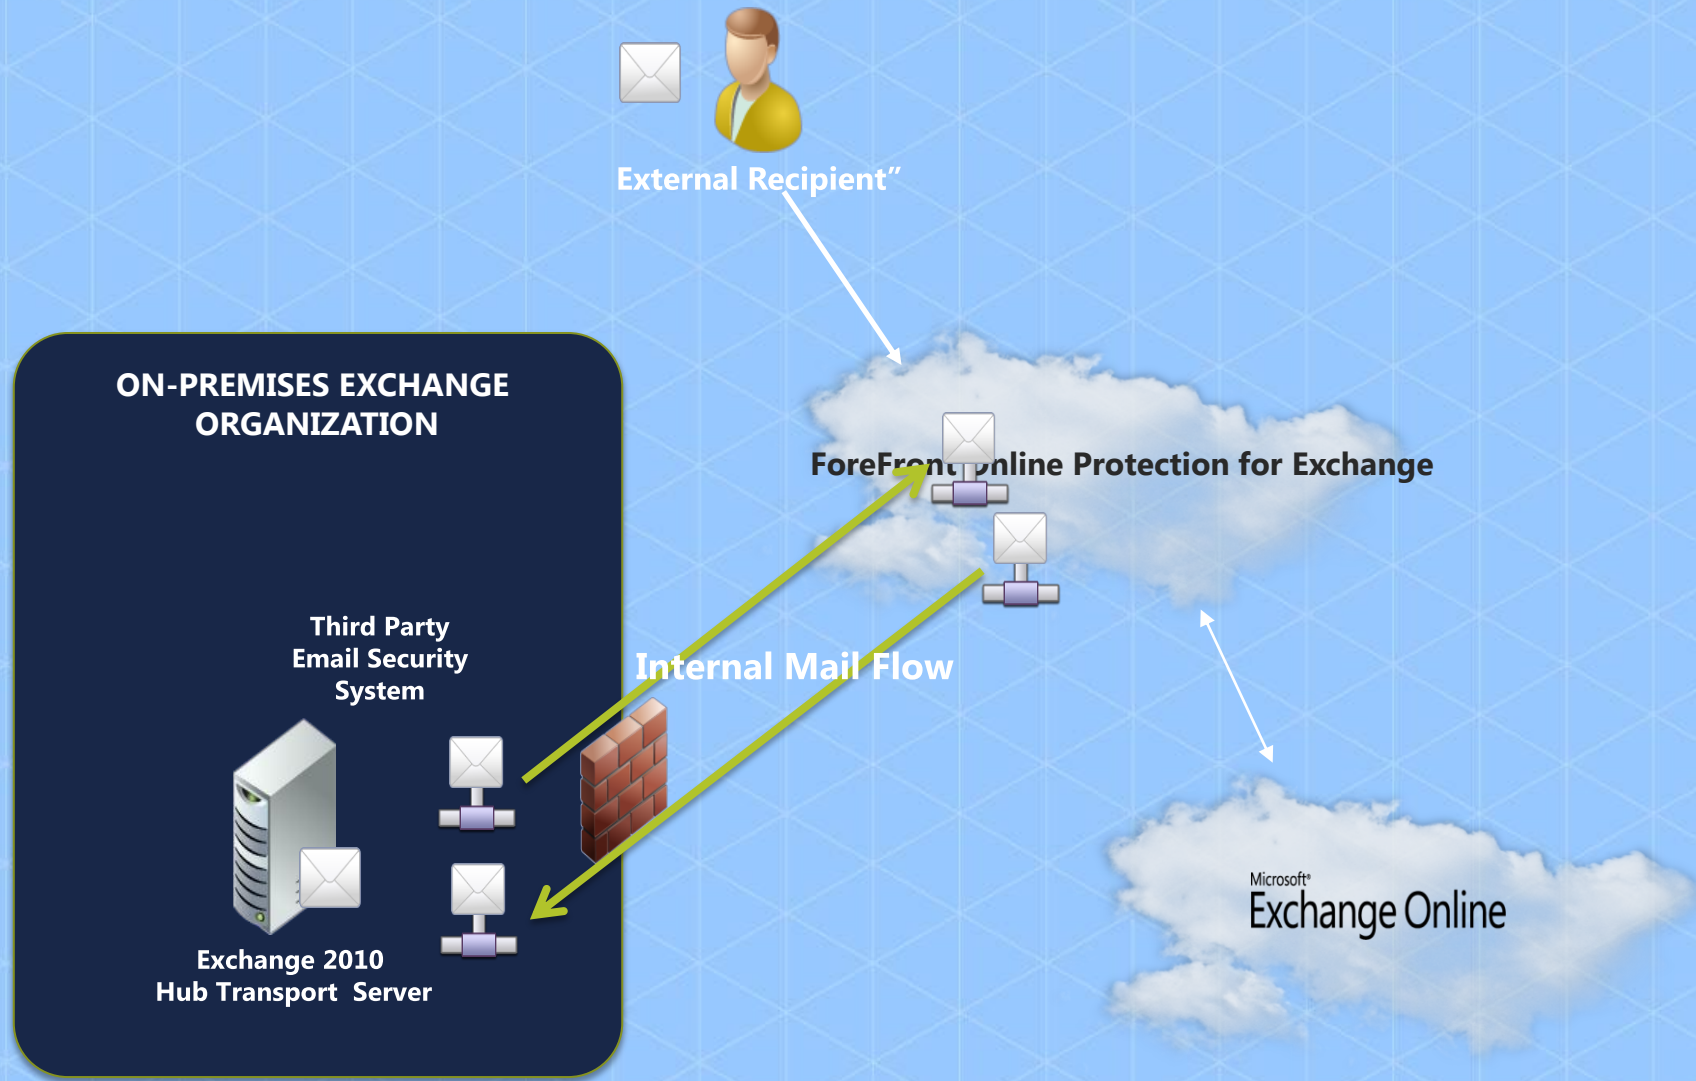 External Recipient”
ON-PREMISES EXCHANGE
ORGANIZATION
ForeFront Online Protection for Exchange
Third Party
Email Security
System
Internal Mail Flow
Microsoft®
Exchange Online
Exchange 2010
Hub Transport  Server